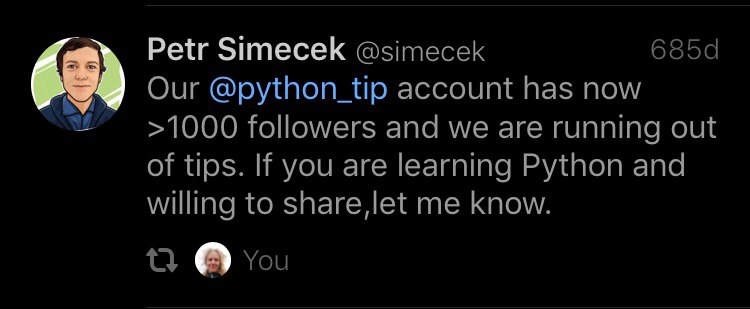 Petr Simecek @simecek 685d
Our @python_tip account has now
>1000 followers and we are running out
of tips. If you are learning Python and
willing to share,let me know.
You